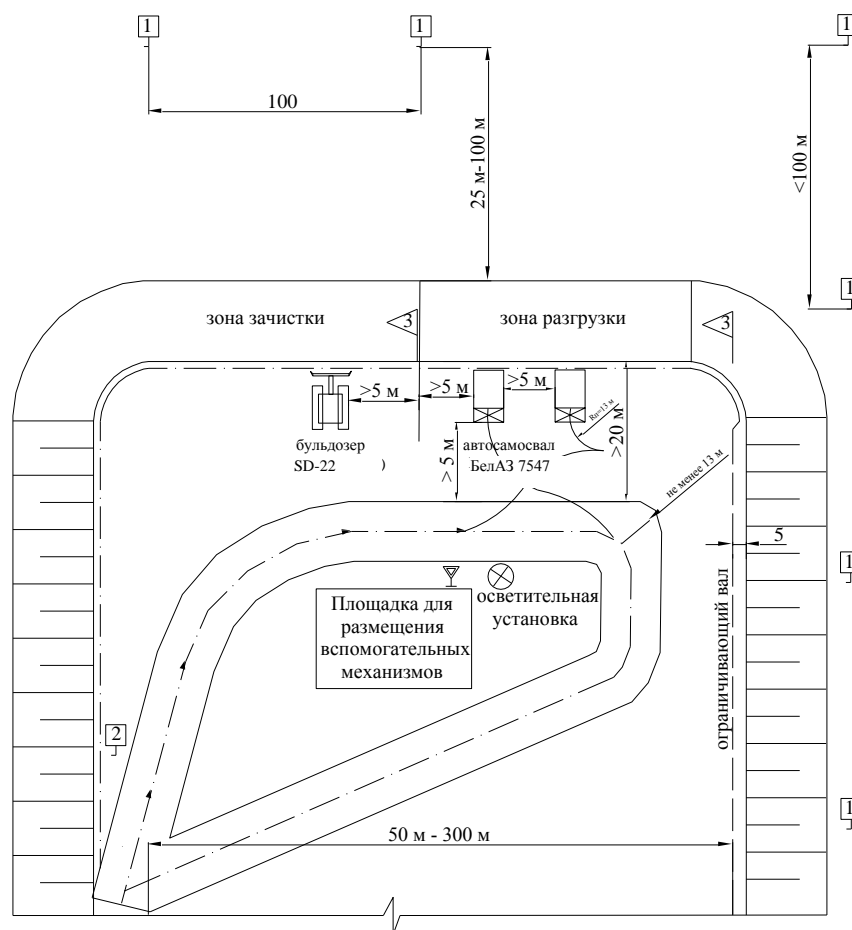 1
1
1
100
25 м-100 м
<100 м
1
зона зачистки
3
зона разгрузки
3
>5 м
>5 м
>5 м
Rп=13 м
>20 м
бульдозер
SD-22 )
> 5 м
автосамосвал
БелАЗ 7547
не менее 13 м
5
1
осветительная
установка
Площадка для
размещения
вспомогательных
механизмов
ограничивающий вал
2
1
50 м - 300 м